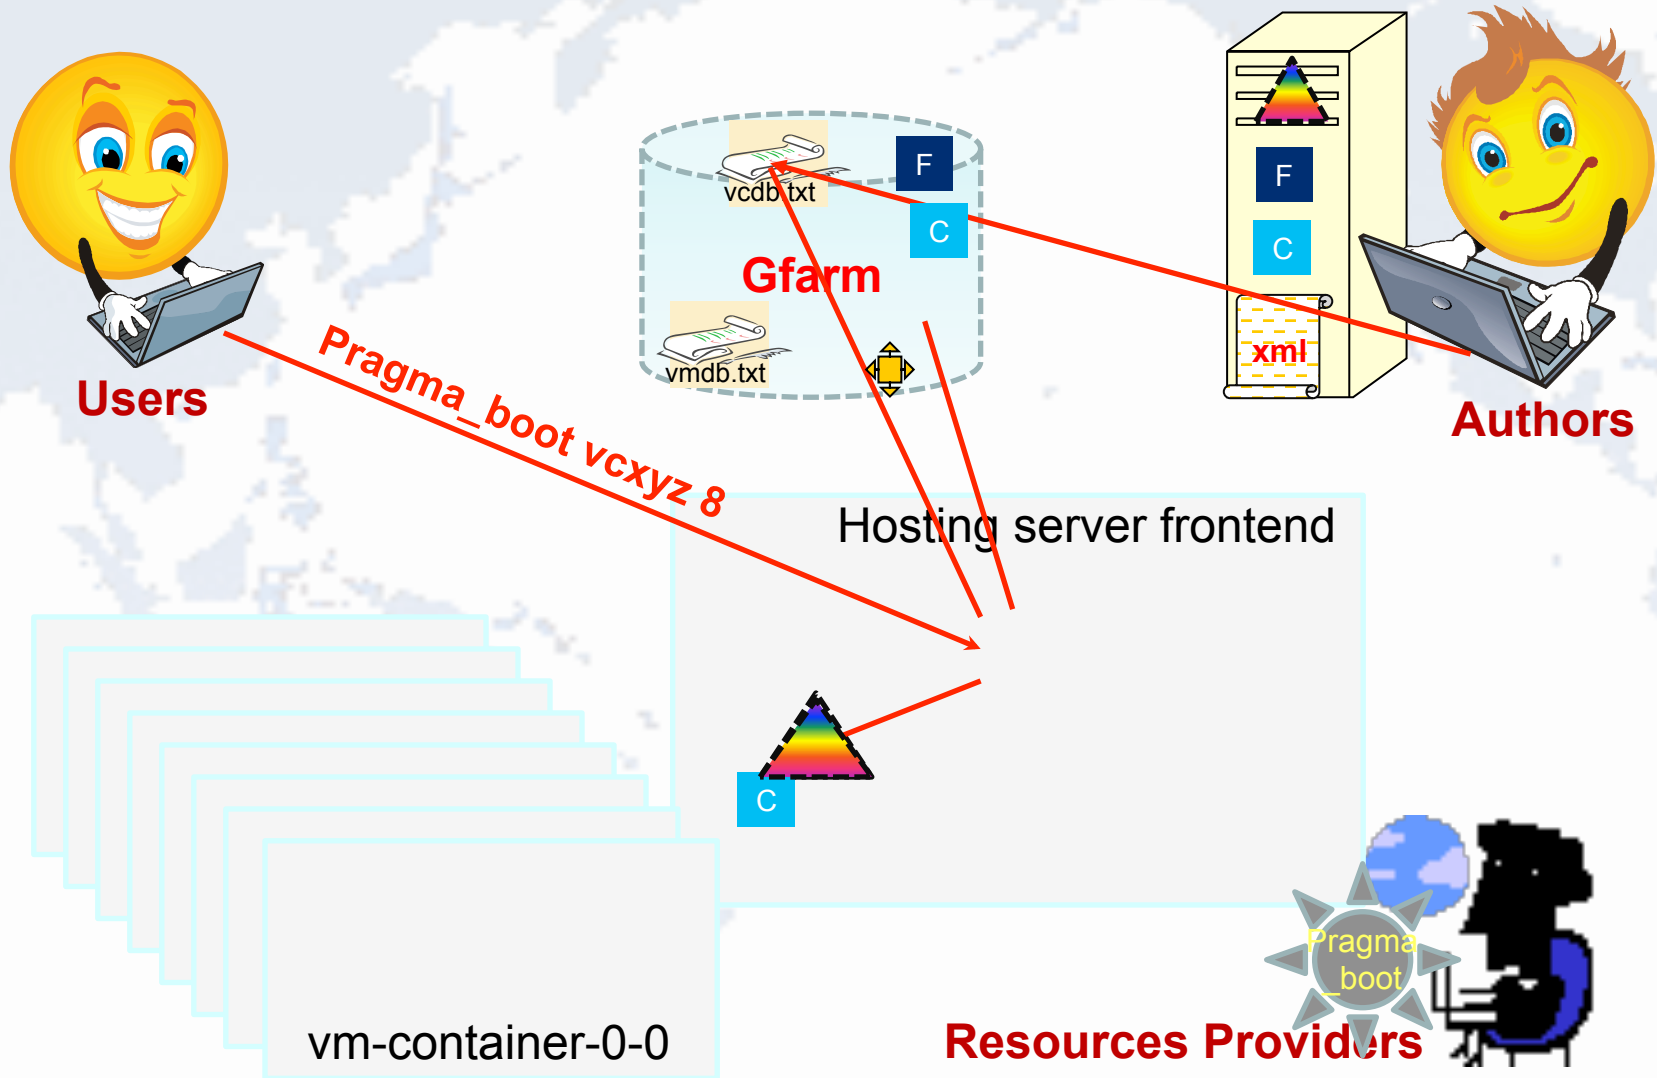 vcdb.txt
F
C
Gfarm
vmdb.txt
F
C
xml
Users
Authors
Pragma_boot vcxyz 8
Hosting server frontend
C
vm-container-0-0
Pragma
_boot
Resources Providers